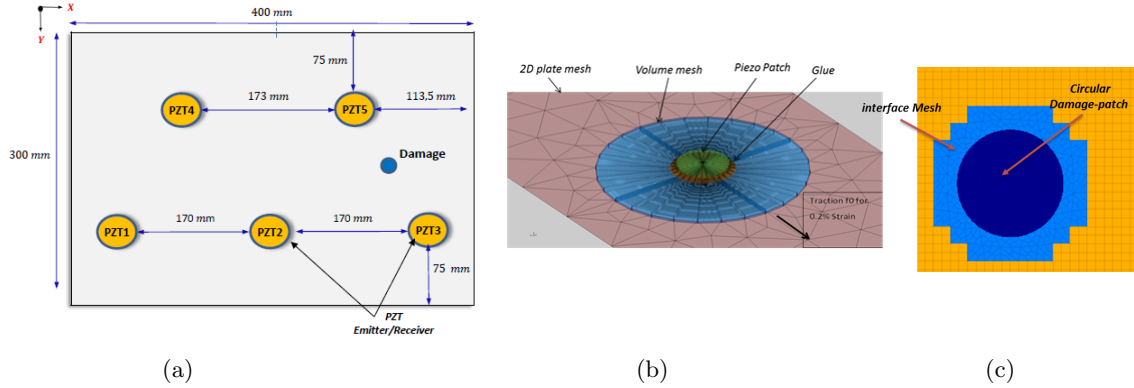 X
Y
400 mm
75 mm
173 mm
113,5 mm
PZT4
PZT5
300 mm
Damage
170 mm
170 mm
PZT1
PZT2
PZT3
75 mm
PZT
Emitter/Receiver
(a)
2D plate mesh
Volume mesh
Piezo Patch
Glue
Traction f0 for
0.2% Strain
(b)
Circular
Damage-patch
interface Mesh
(c)